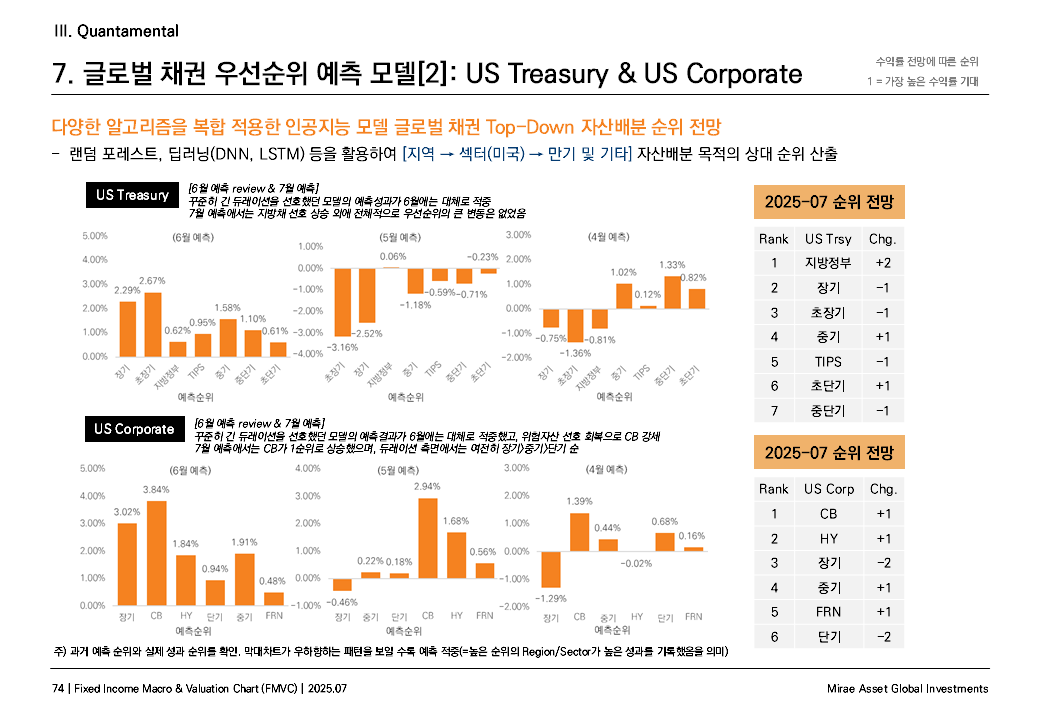 III. Quantamental
7. 글로벌 채권 우선순위 예측 모델[2]: US Treasury & US Corporate
수익률 전망에 따른 순위
1 = 가장 높은 수익률 기대
다양한 알고리즘을 복합 적용한 인공지능 모델 글로벌 채권 Top-Down 자산배분 순위 전망
- 랜덤 포레스트, 딥러닝(DNN, LSTM) 등을 활용하여 [지역 → 섹터(미국) → 만기 및 기타] 자산배분 목적의 상대 순위 산출
US Treasury
[6월 예측 review & 7월 예측]
꾸준히 긴 듀레이션을 선호했던 모델의 예측성과가 6월에는 대체로 적중
7월 예측에서는 지방채 선호 상승 외에 전체적으로 우선순위의 큰 변동은 없었음
(6월 예측)
5.00%
4.00%
3.00%
2.00%
1.00%
0.00%
2.29%
2.67%
0.62%
0.95%
1.58%
1.10%
0.61%
장기
초장기
지방정부
TIPS
중기
중단기
초단기
예측순위
(5월 예측)
1.00%
0.00%
-1.00%
-2.00%
-3.00%
-4.00%
-3.16%
-2.52%
0.06%
-1.18%
-0.59%
-0.71%
-0.23%
초장기
장기
지방정부
중기
TIPS
중단기
초단기
예측순위
(4월 예측)
3.00%
2.00%
1.00%
0.00%
-1.00%
-2.00%
-0.75%
-1.36%
-0.81%
1.02%
0.12%
1.33%
0.82%
장기
초장기
지방정부
중기
TIPS
중단기
초단기
예측순위
2025-07 순위 전망
Rank US Trsy Chg.
1 지방정부 +2
2 장기 -1
3 초장기 -1
4 중기 +1
5 TIPS -1
6 초단기 +1
7 중단기 -1
US Corporate
[6월 예측 review & 7월 예측]
꾸준히 긴 듀레이션을 선호했던 모델의 예측결과가 6월에는 대체로 적중했고, 위험자산 선호 회복으로 CB 강세
7월 예측에서는 CB가 1순위로 상승했으며, 듀레이션 측면에서는 여전히 장기>중기>단기 순
(6월 예측)
5.00%
4.00%
3.00%
2.00%
1.00%
0.00%
3.02%
3.84%
1.84%
0.94%
1.91%
0.48%
장기
CB
HY
단기
중기
FRN
예측순위
(5월 예측)
4.00%
3.00%
2.00%
1.00%
0.00%
-1.00%
-0.46%
0.22%
0.18%
2.94%
1.68%
0.56%
장기
중기
단기
CB
HY
FRN
예측순위
(4월 예측)
3.00%
2.00%
1.00%
0.00%
-1.00%
-2.00%
-1.29%
1.39%
0.44%
-0.02%
0.68%
0.16%
장기
CB
중기
HY
단기
FRN
예측순위
2025-07 순위 전망
Rank US Corp Chg.
1 CB +1
2 HY +1
3 장기 -2
4 중기 +1
5 FRN +1
6 단기 -2
주) 과거 예측 순위와 실제 성과 순위를 확인, 막대차트가 우하향하는 패턴을 보일 수록 예측 적중(=높은 순위의 Region/Sector가 높은 성과를 기록했음을 의미)
74 | Fixed Income Macro & Valuation Chart (FMVC) | 2025.07
Mirae Asset Global Investments